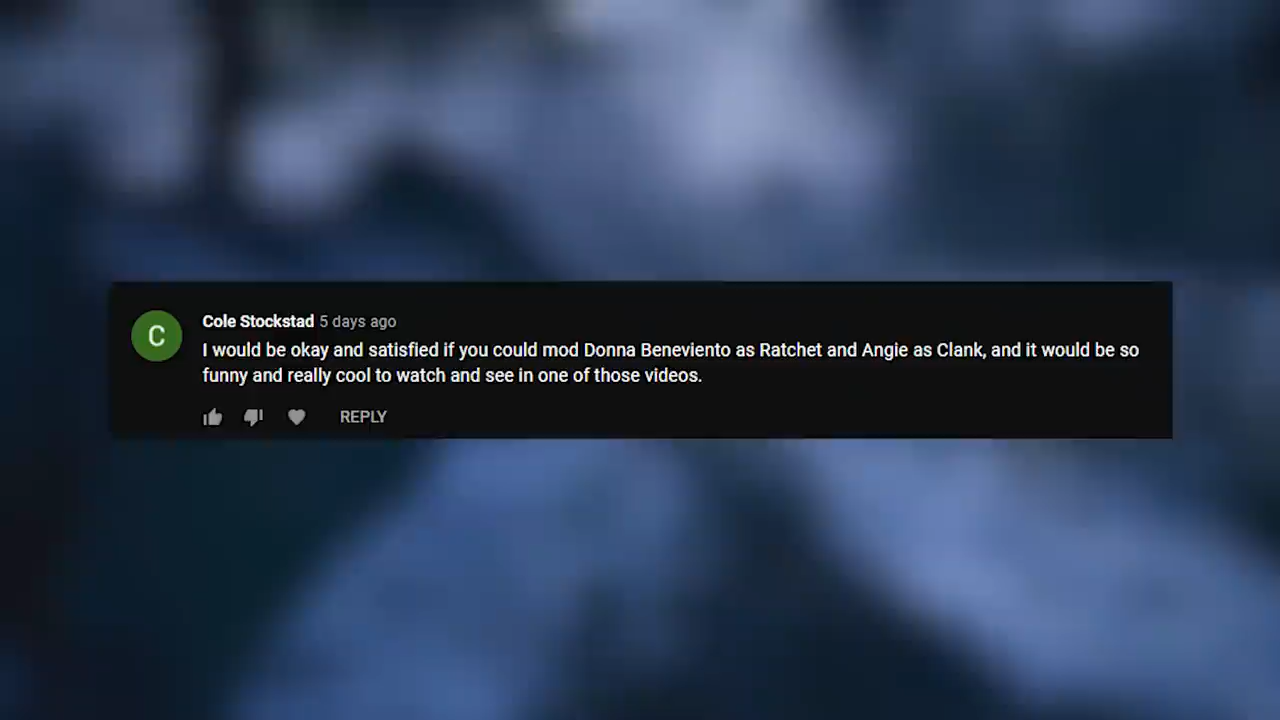 C
Cole Stockstad 5 days ago
I would be okay and satisfied if you could mod Donna Beneviento as Ratchet and Angie as Clank, and it would be so
funny and really cool to watch and see in one of those videos.
REPLY